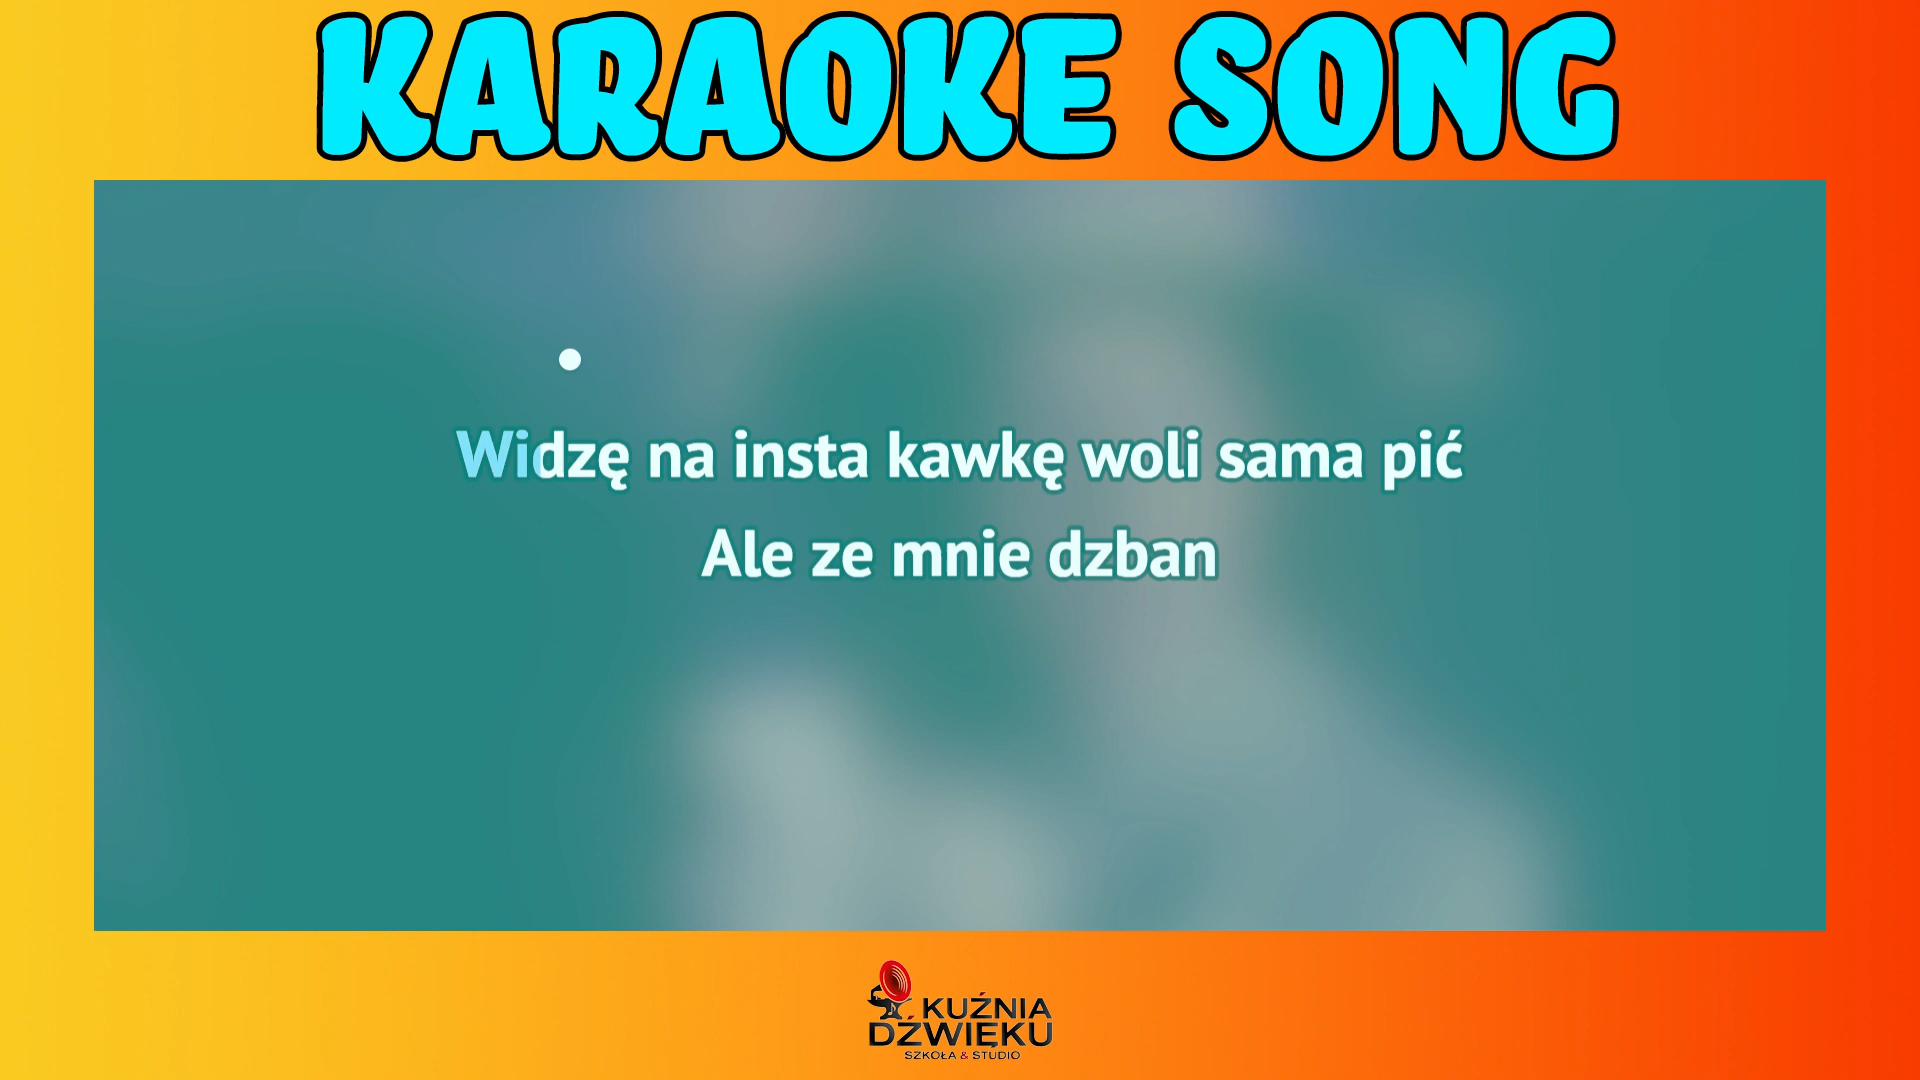 KARAOKE SONG
Widzę na insta kawkę woli sama pić
Ale ze mnie dzban
KUŹNIA
DŹWIĘKU
SZKOŁA & STUDIO